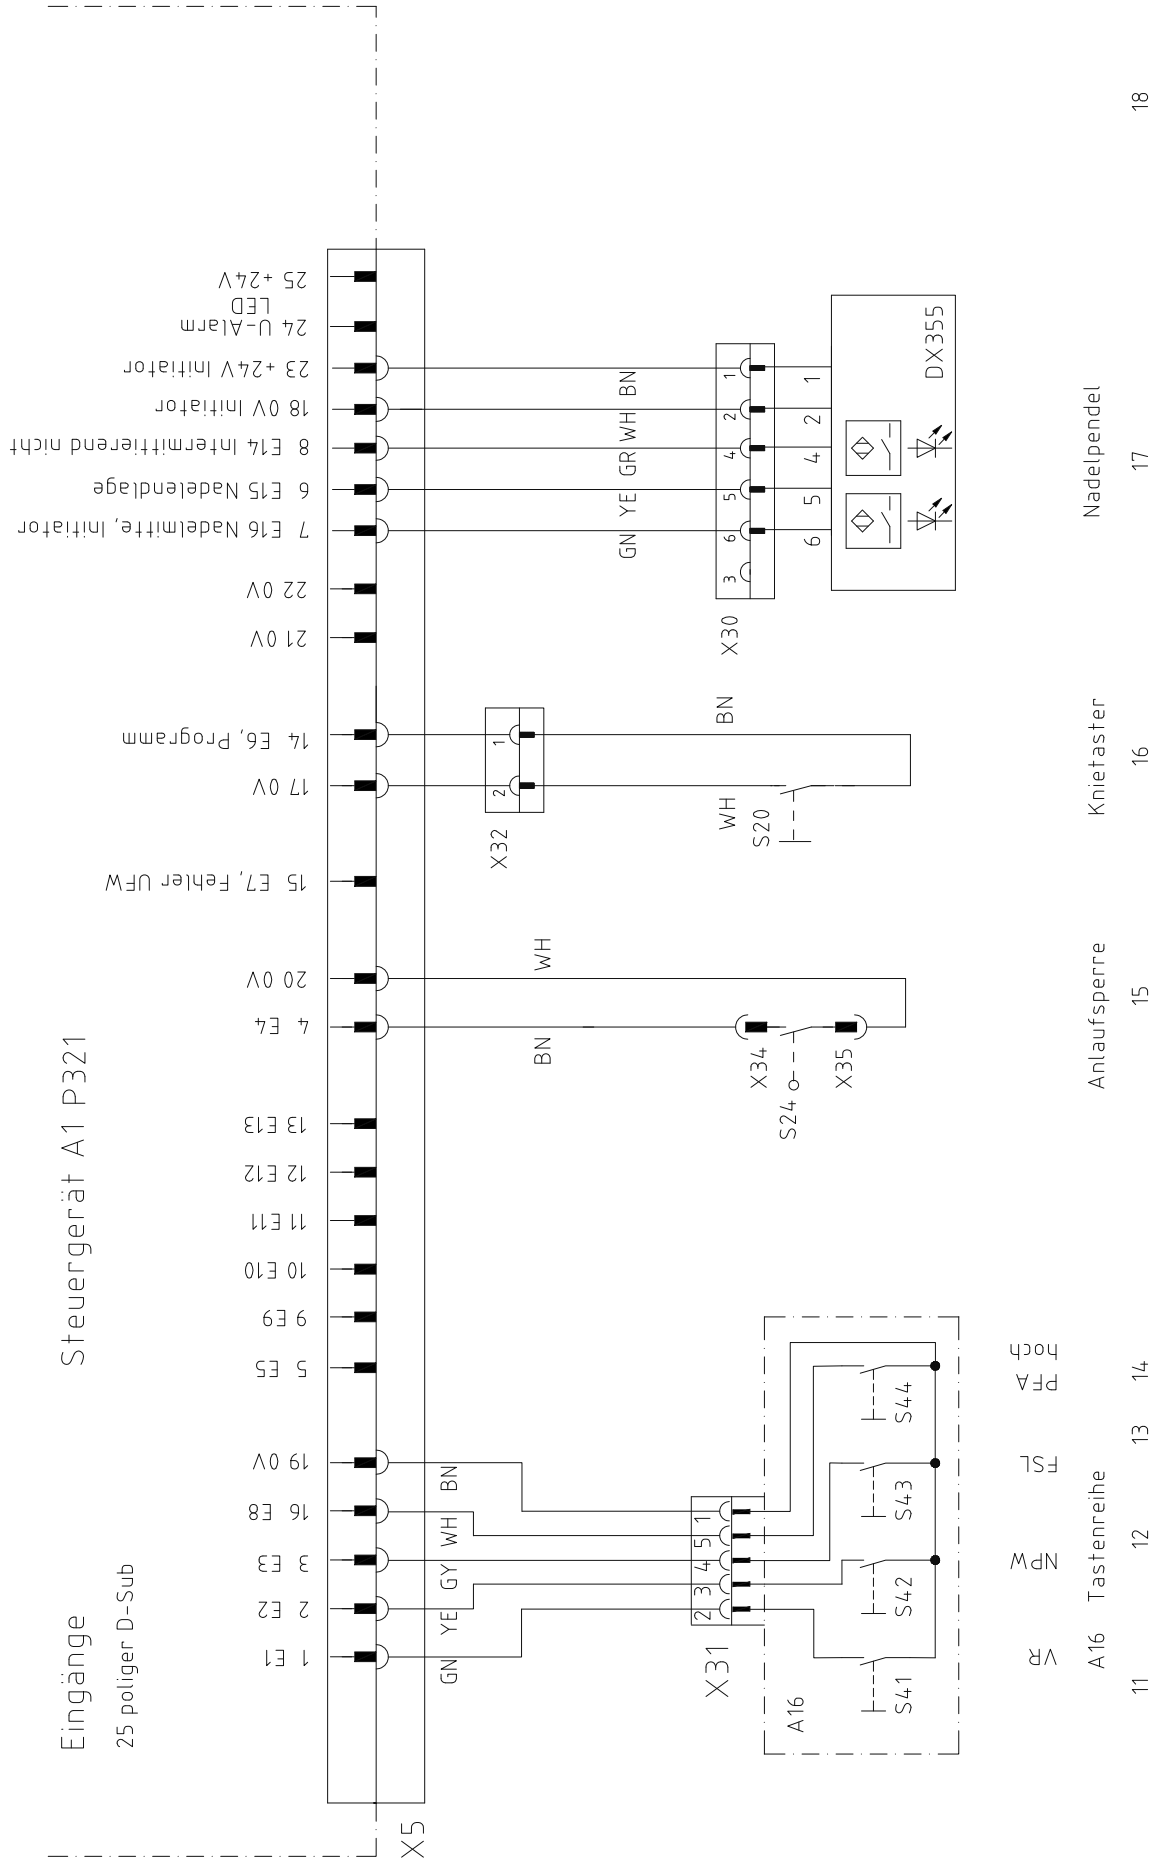 Eingänge
25 poliger D-Sub
Steuergerät A1 P321
X5
1 E1
2 E2
3 E3
16 E8
19 0V
5 E5
9 E9
10 E10
11 E11
12 E12
13 E13
4 E4
20 0V
15 E7, Fehler UFW
17 0V
14 E6, Programm
21 0V
22 0V
7 E16 Nadelmitte, Initiator
6 E15 Nadelendlage
8 E14 Intermittierend nicht
18 0V Initiator
23 +24V Initiator
24 U-Alarm
LED
25 +24V
GN
YE
GY
WH
BN
BN
WH
GN
YE
GR
WH
BN
X31
2
3
4
5
1
X32
2
1
X30
3
6
5
4
2
1
WH
BN
6
5
4
2
1
A16
S41
S42
S43
S44
X34
X35
S24
S20
DX355
VR
NPW
FSL
PFA
hoch
A16 Tastenreihe
Anlaufsperre
Knietaster
Nadelpendel
11
12
13
14
15
16
17
18